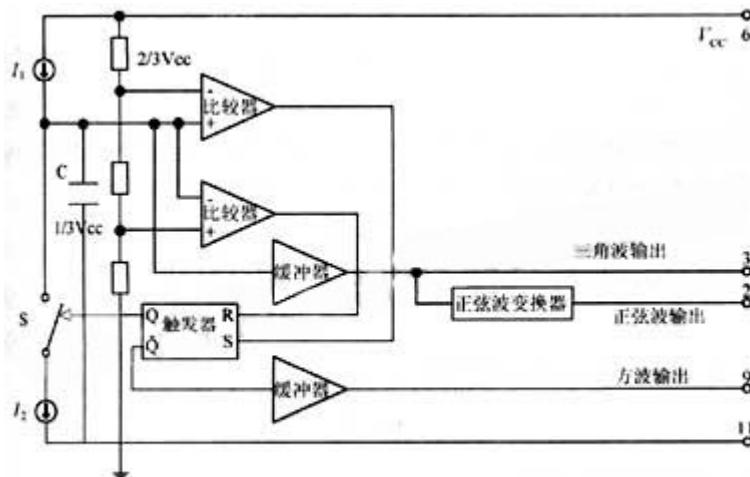 V_cc 6
2/3Vcc
I₁
-
比较器
+
C
-
比较器
+
1/3Vcc
缓冲器
三角波输出 3
2
正弦波变换器
正弦波输出
S
Q 触发器 R
Q̄ S
缓冲器
方波输出 9
I₂
11